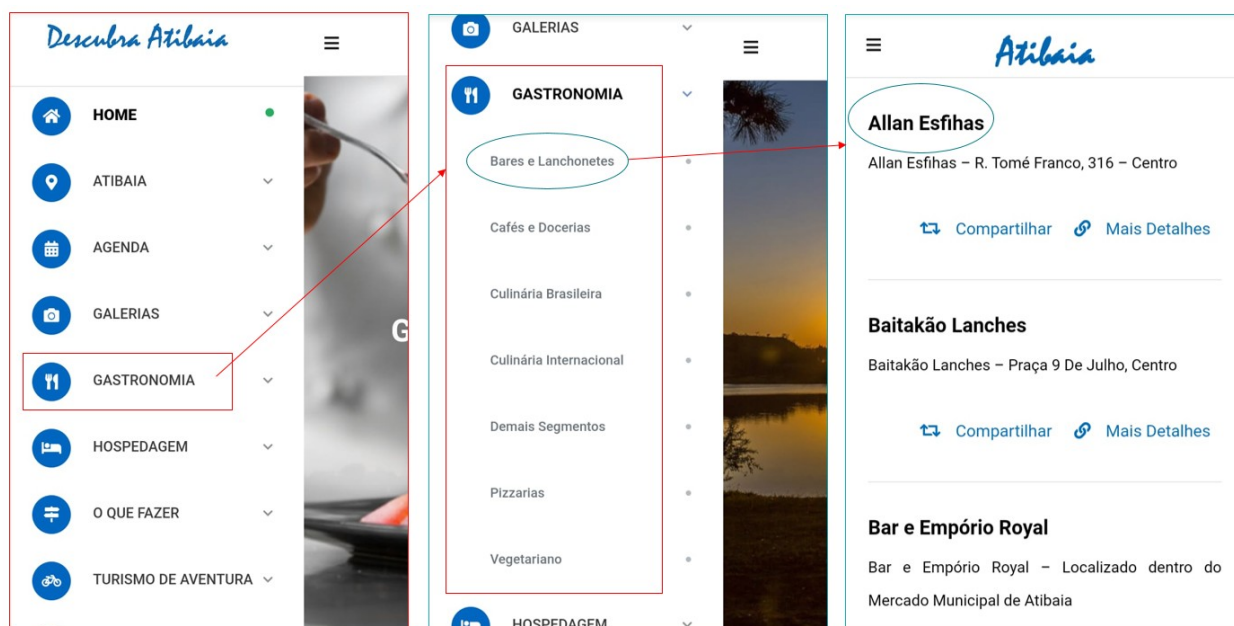 Descubra Atibaia
HOME
ATIBAIA
AGENDA
GALERIAS
GASTRONOMIA
HOSPEDAGEM
O QUE FAZER
TURISMO DE AVENTURA
G
GALERIAS
GASTRONOMIA
Bares e Lanchonetes
Cafés e Docerias
Culinária Brasileira
Culinária Internacional
Demais Segmentos
Pizzarias
Vegetariano
HOSPEDAGEM
Atibaia
Allan Esfihas
Allan Esfihas – R. Tomé Franco, 316 – Centro
Compartilhar Mais Detalhes
Baitakão Lanches
Baitakão Lanches – Praça 9 De Julho, Centro
Compartilhar Mais Detalhes
Bar e Empório Royal
Bar e Empório Royal – Localizado dentro do
Mercado Municipal de Atibaia